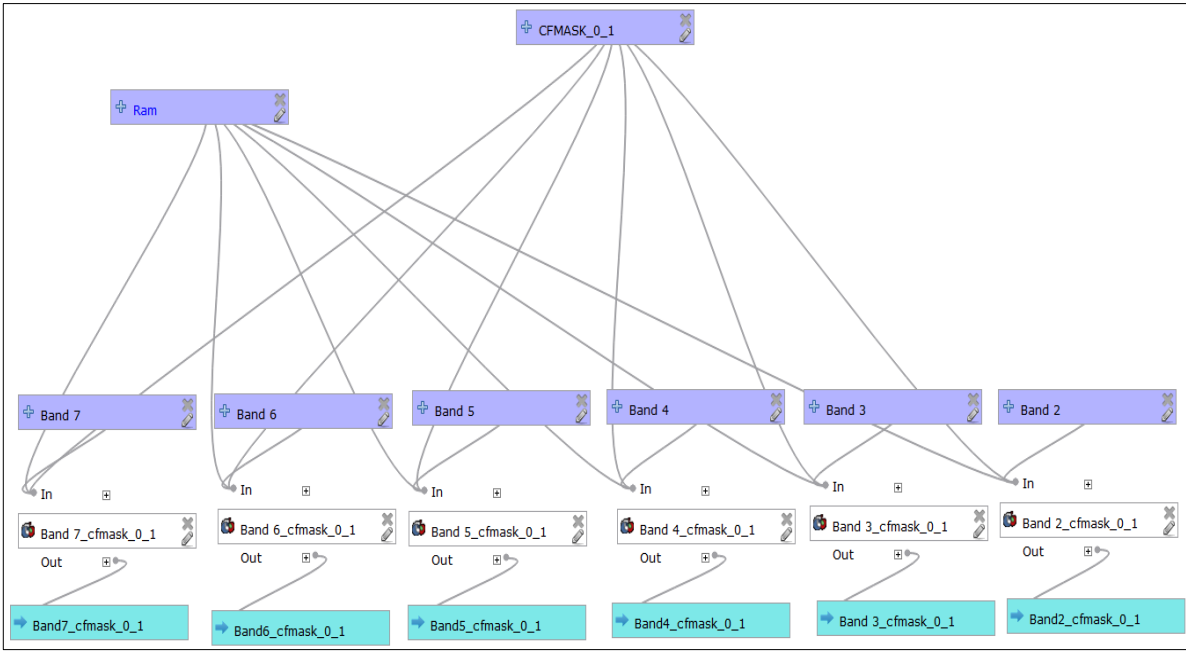 CFMASK_0_1
Ram
Band 7
Band 6
Band 5
Band 4
Band 3
Band 2
In
In
In
In
In
In
Band 7_cfmask_0_1
Band 6_cfmask_0_1
Band 5_cfmask_0_1
Band 4_cfmask_0_1
Band 3_cfmask_0_1
Band 2_cfmask_0_1
Out
Out
Out
Out
Out
Out
Band7_cfmask_0_1
Band6_cfmask_0_1
Band5_cfmask_0_1
Band4_cfmask_0_1
Band 3_cfmask_0_1
Band2_cfmask_0_1